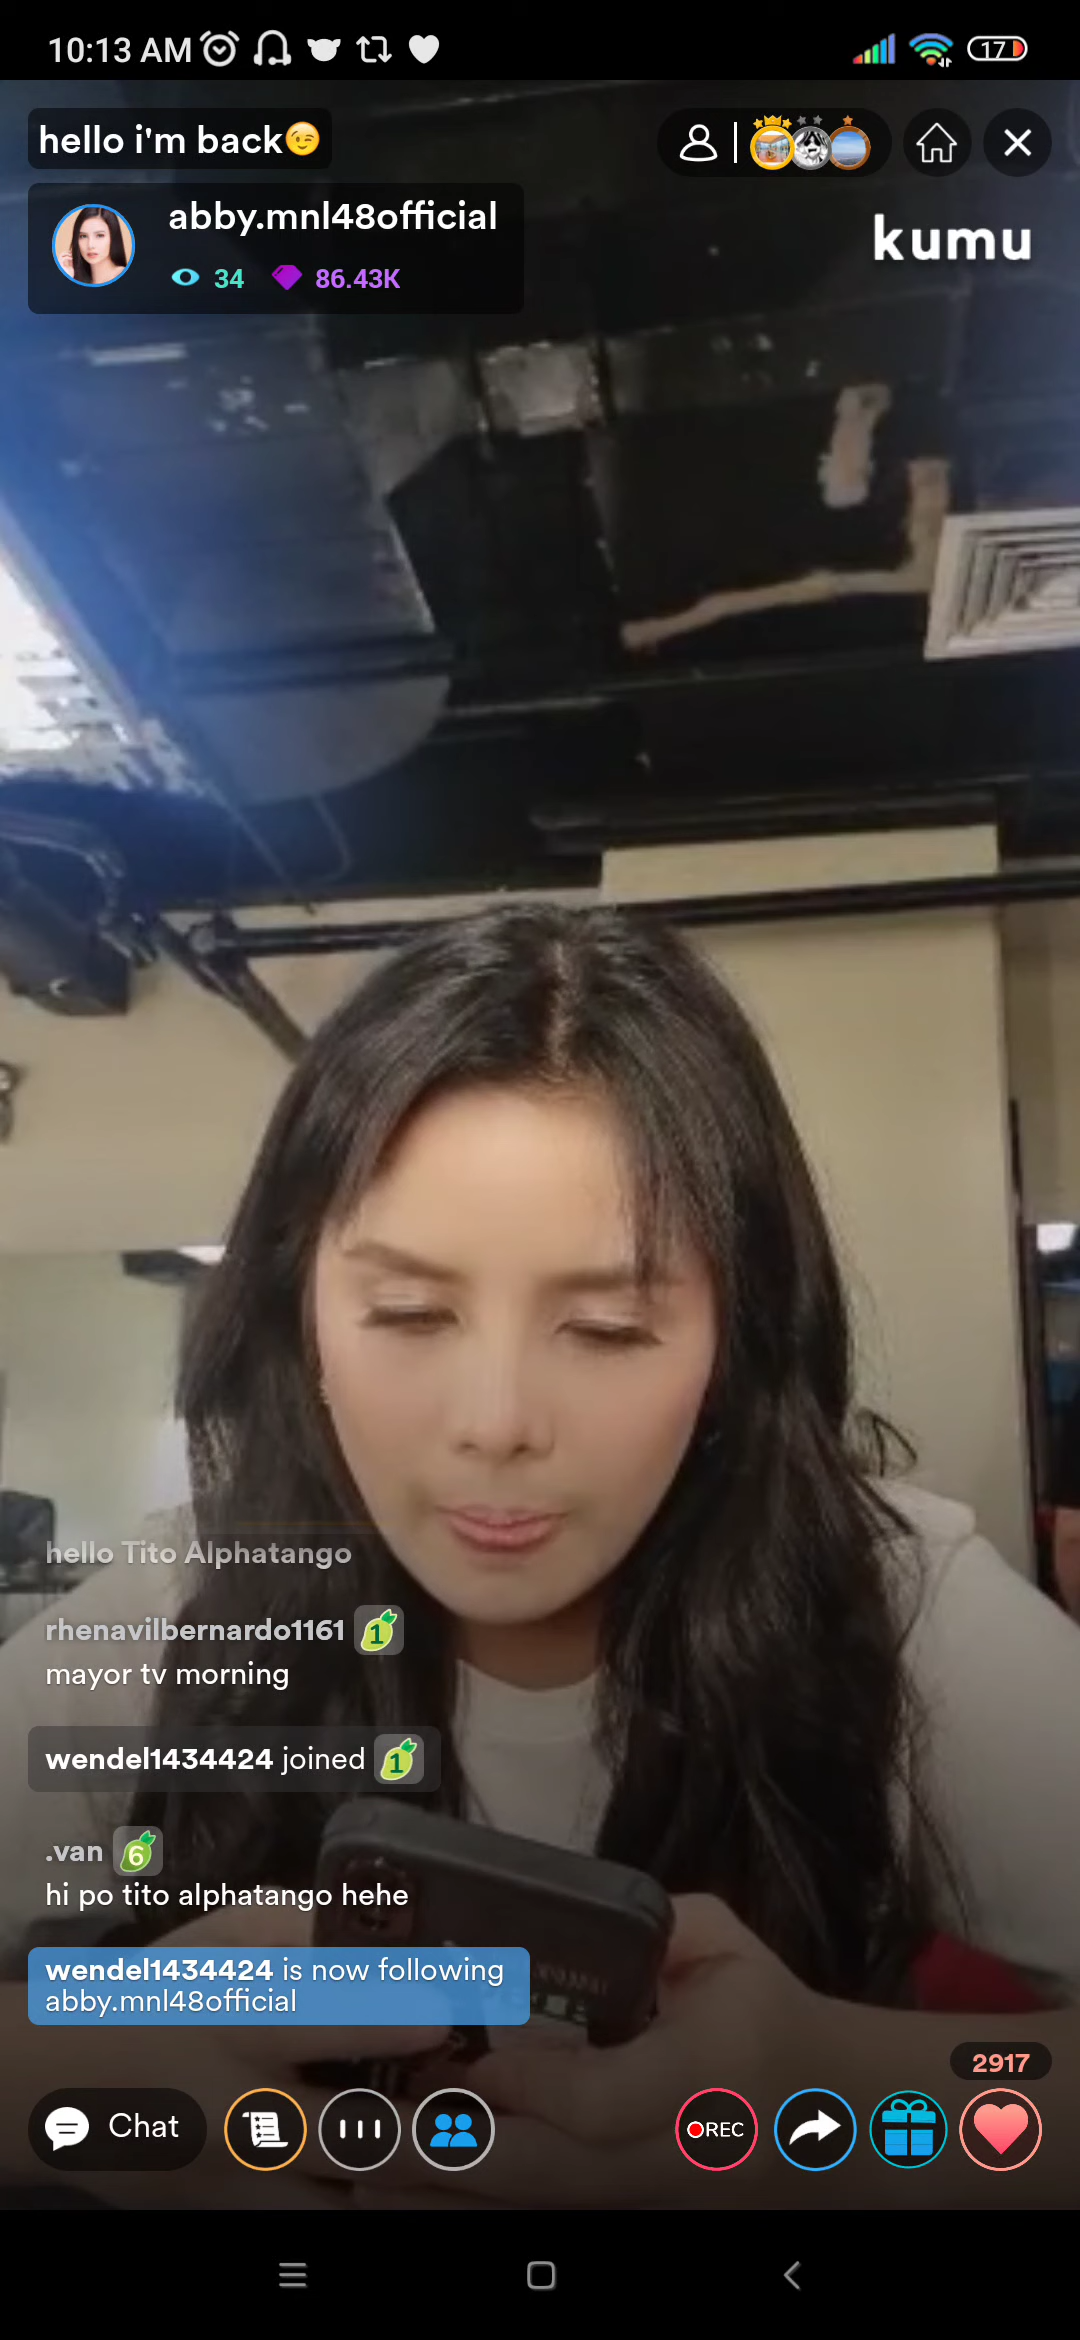 10:13 AM
17
hello i'm back😉
abby.mnl48official
34 86.43K
kumu
hello Tito Alphatango
rhenavilbernardo1161 1
mayor tv morning
wendel1434424 joined 1
.van 6
hi po tito alphatango hehe
wendel1434424 is now following
abby.mnl48official
2917
Chat
REC